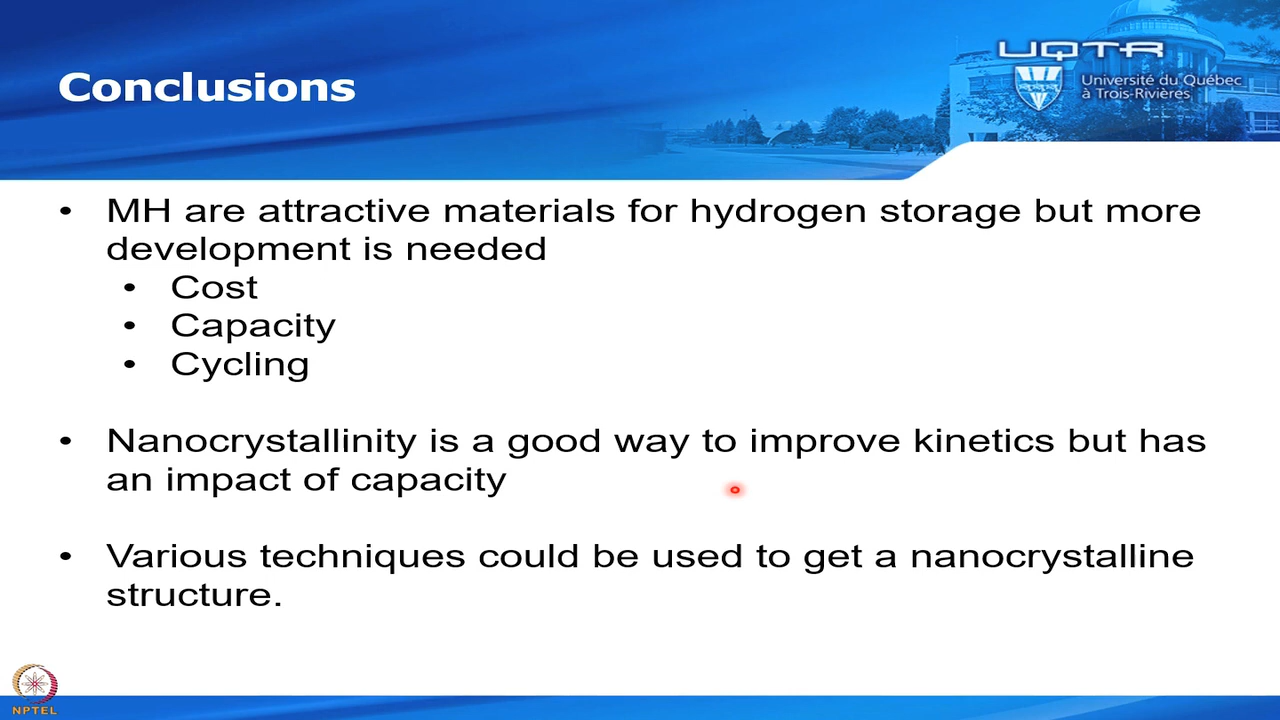 Conclusions
UQTR
Université du Québec
à Trois-Rivières
• MH are attractive materials for hydrogen storage but more
development is needed
• Cost
• Capacity
• Cycling
• Nanocrystallinity is a good way to improve kinetics but has
an impact of capacity
• Various techniques could be used to get a nanocrystalline
structure.
NPTEL